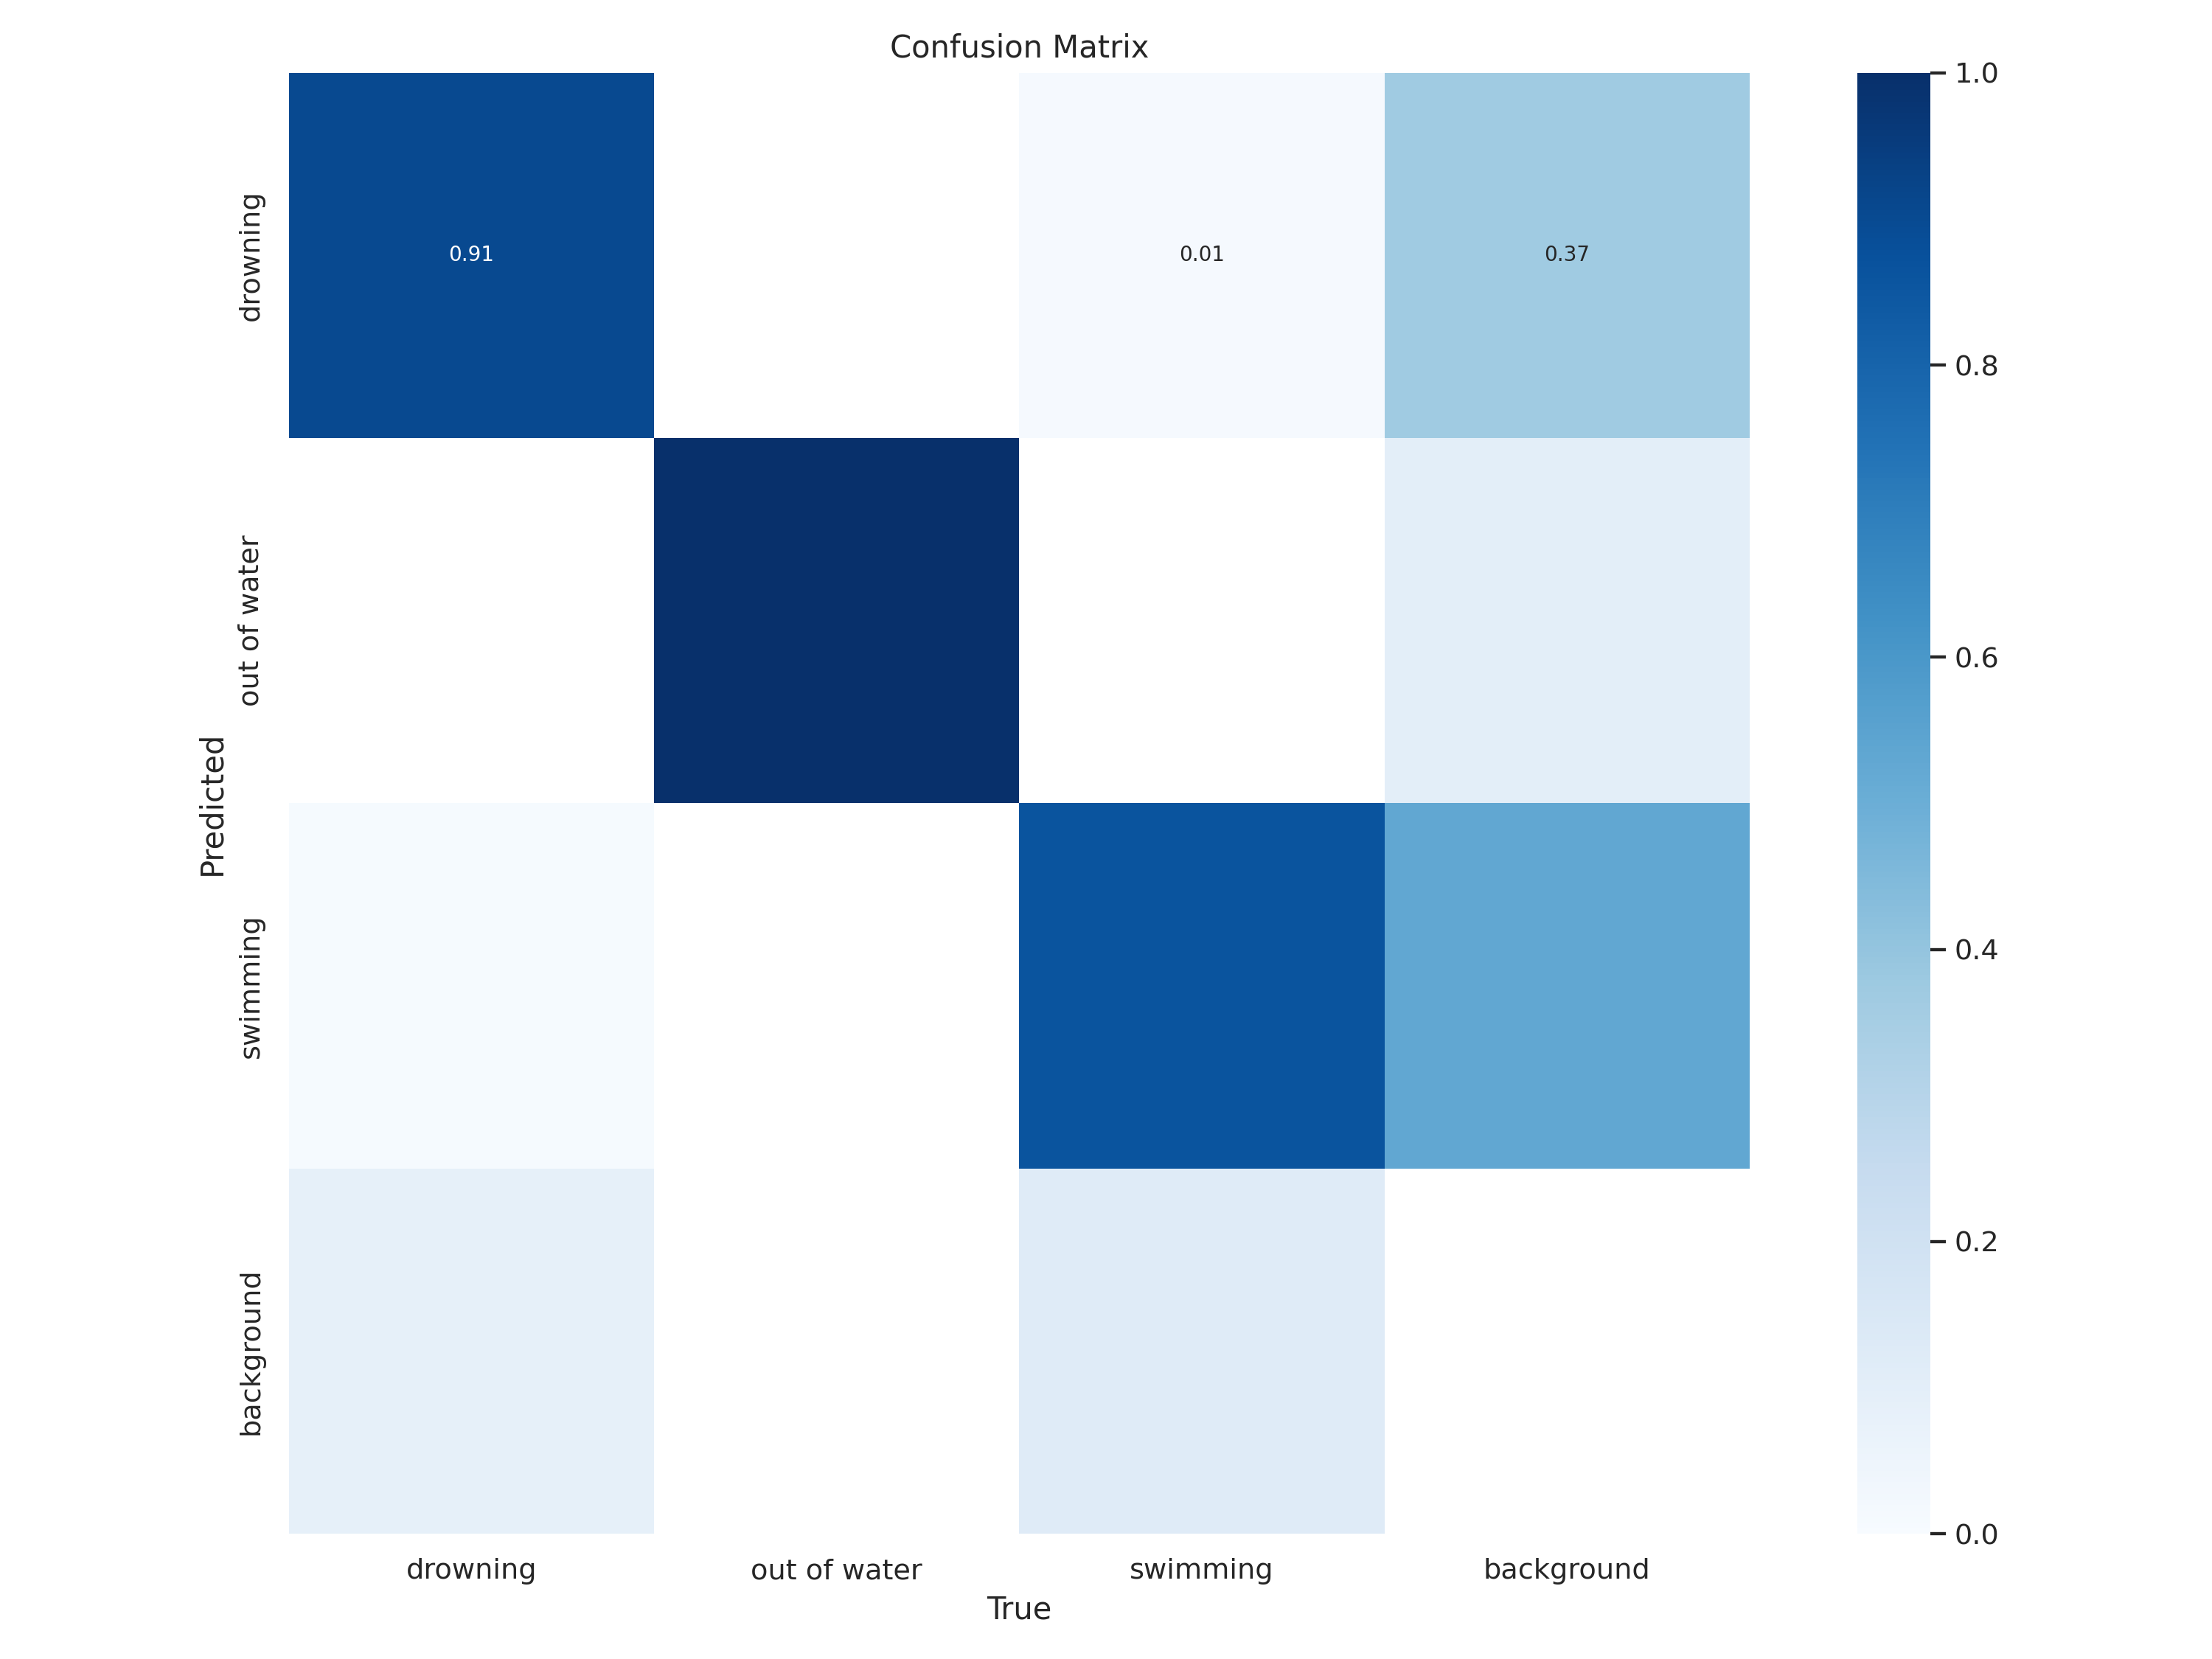 Confusion Matrix
drowning
0.91
0.01
0.37
out of water
swimming
background
Predicted
drowning
out of water
swimming
background
True
1.0
0.8
0.6
0.4
0.2
0.0